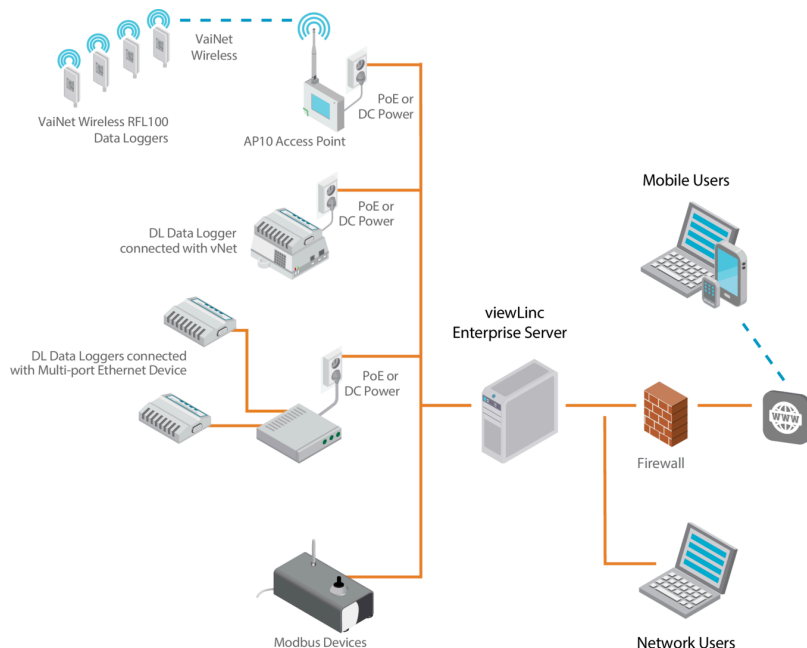 VaiNet
Wireless
VaiNet Wireless RFL100
Data Loggers
AP10 Access Point
PoE or
DC Power
DL Data Logger
connected with vNet
PoE or
DC Power
DL Data Loggers connected
with Multi-port Ethernet Device
PoE or
DC Power
Modbus Devices
viewLinc
Enterprise Server
Mobile Users
Firewall
WWW
Network Users